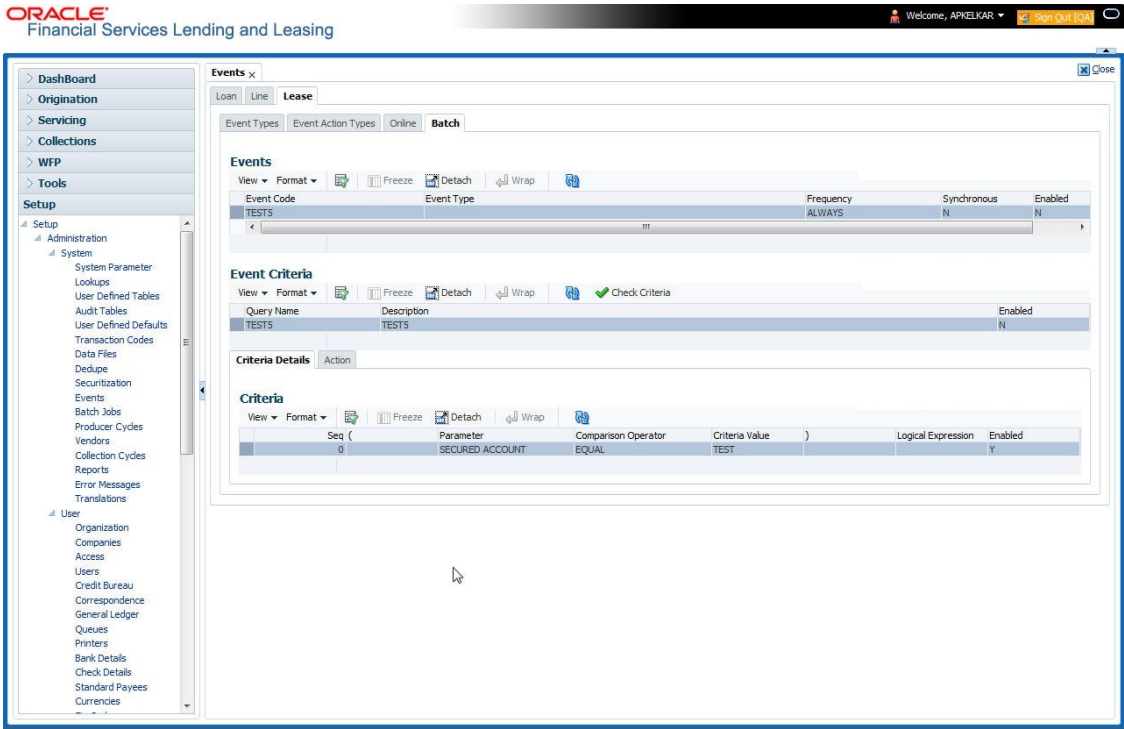 ORACLE
Financial Services Lending and Leasing
Welcome, APKELKAR
Sign Out [QA]
Close
DashBoard
Origination
Servicing
Collections
WFP
Tools
Setup
Setup
Administration
System
System Parameter
Lookups
User Defined Tables
Audit Tables
User Defined Defaults
Transaction Codes
Data Files
Dedupe
Securitization
Events
Batch Jobs
Producer Cycles
Vendors
Collection Cycles
Reports
Error Messages
Translations
User
Organization
Companies
Access
Users
Credit Bureau
Correspondence
General Ledger
Queues
Printers
Bank Details
Check Details
Standard Payees
Currencies
Events
Loan Line Lease
Event Types Event Action Types Online Batch
Events
View Format Freeze Detach Wrap
Event Code Event Type Frequency Synchronous Enabled
TEST5 ALWAYS N N
Event Criteria
View Format Freeze Detach Wrap Check Criteria
Query Name Description Enabled
TEST5 TEST5 N
Criteria Details Action
Criteria
View Format Freeze Detach Wrap
Seq ( Parameter Comparison Operator Criteria Value ) Logical Expression Enabled
0 SECURED ACCOUNT EQUAL TEST Y